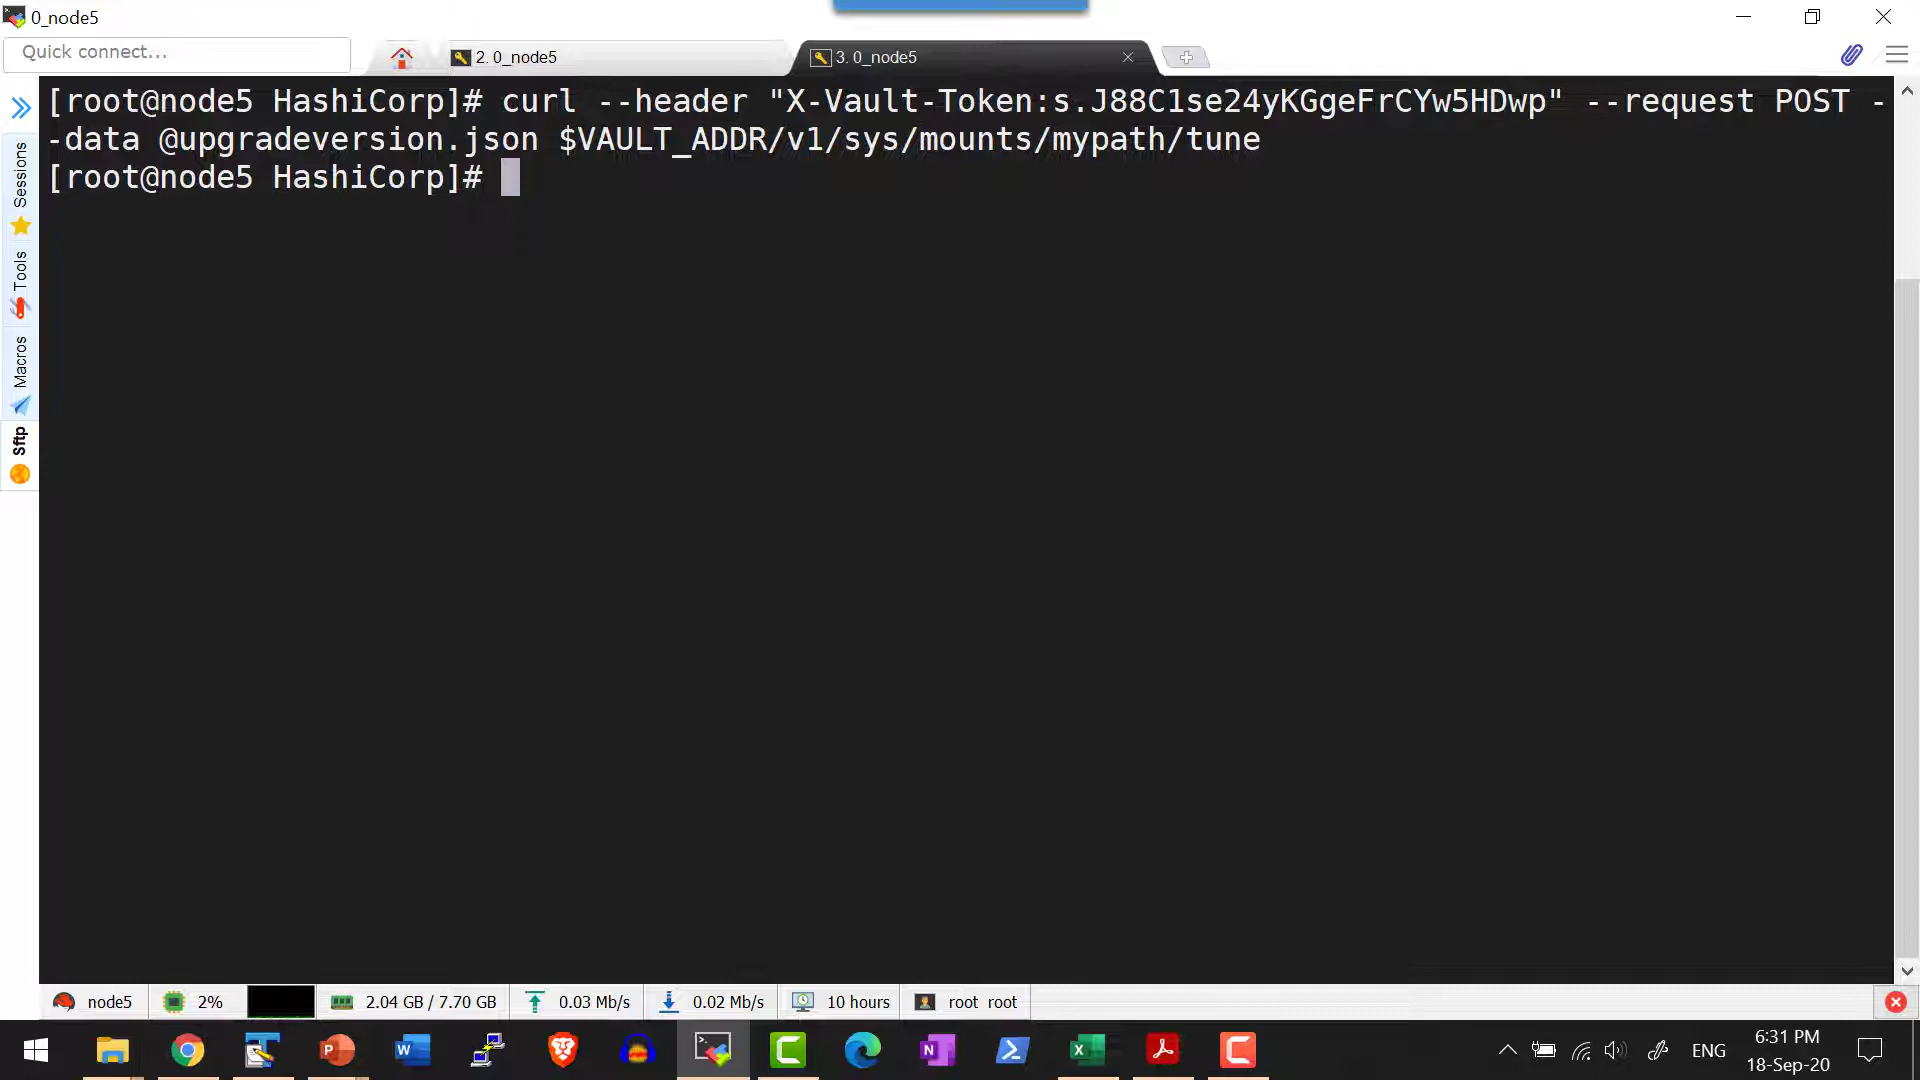 0_node5
Quick connect...
2. 0_node5
3. 0_node5
[root@node5 HashiCorp]# curl --header "X-Vault-Token:s.J88C1se24yKGgeFrCYw5HDwp" --request POST -
-data @upgradeversion.json $VAULT_ADDR/v1/sys/mounts/mypath/tune
[root@node5 HashiCorp]#
Sessions
Tools
Macros
Sftp
node5
2%
2.04 GB / 7.70 GB
0.03 Mb/s
0.02 Mb/s
10 hours
root root
ENG
6:31 PM
18-Sep-20